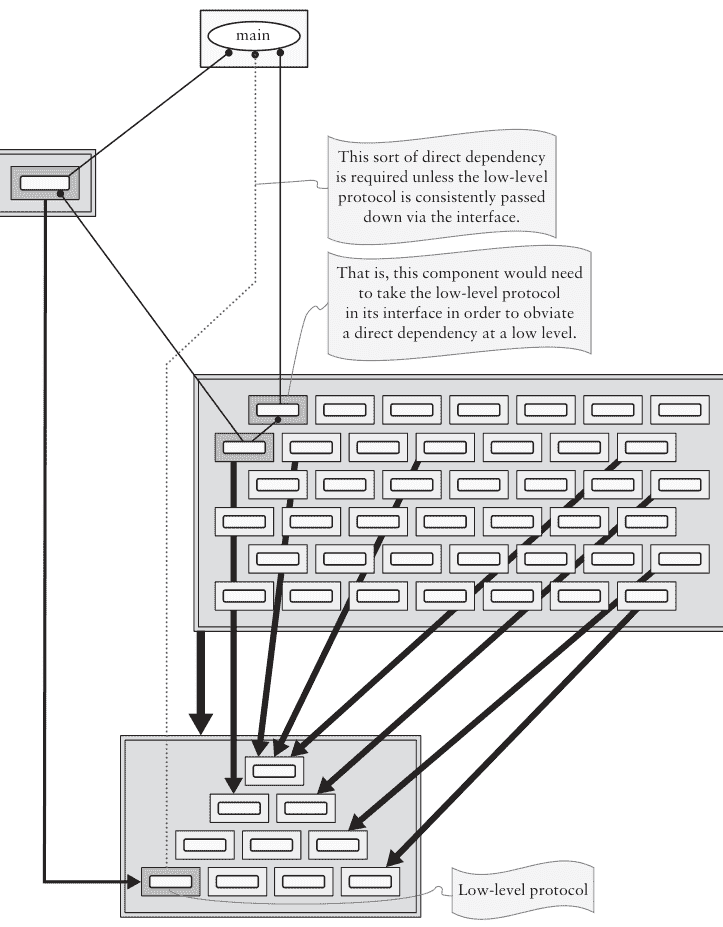 main
This sort of direct dependency
is required unless the low-level
protocol is consistently passed
down via the interface.
That is, this component would need
to take the low-level protocol
in its interface in order to obviate
a direct dependency at a low level.
Low-level protocol